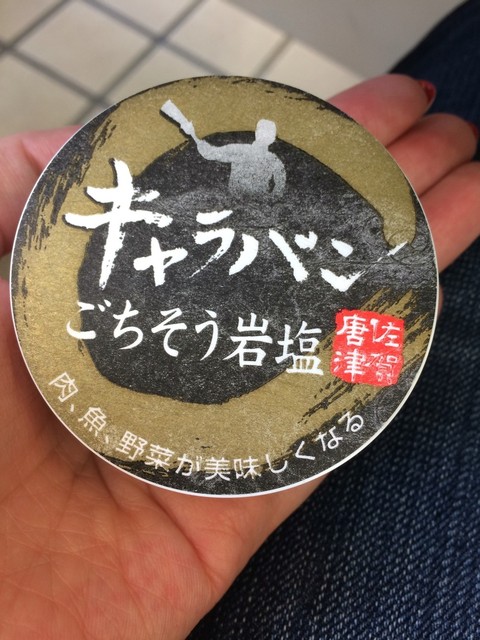 キャラバン
ごちそう岩塩
佐賀
唐津
肉、魚、野菜が美味しくなる